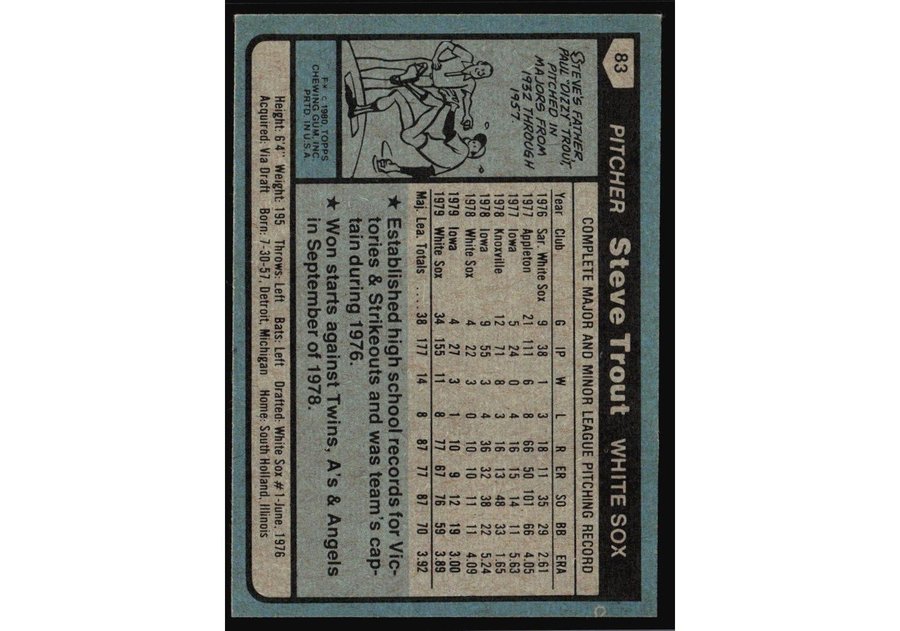 83
PITCHER Steve Trout WHITE SOX
STEVE'S FATHER,
PAUL "DIZZY" TROUT,
PITCHED IN
MAJORS FROM
1932 THROUGH
1957
F.K. © 1980, TOPPS
CHEWING GUM, INC.
PRTD. IN U.S.A.
COMPLETE MAJOR AND MINOR LEAGUE PITCHING RECORD
Year Club G IP W L R ER SO BB ERA
1976 Sar. White Sox 9 38 1 3 18 11 35 29 2.61
1977 Appleton 21 111 6 8 66 50 101 66 4.05
1977 Iowa 5 24 0 4 16 15 14 11 5.63
1978 Knoxville 12 71 8 3 16 13 48 33 1.65
1978 Iowa 9 55 3 4 36 32 38 22 5.24
1978 White Sox 4 22 3 0 10 10 11 11 4.09
1979 Iowa 4 27 3 1 10 9 12 19 3.00
1979 White Sox 34 155 11 8 77 67 76 59 3.89
Maj. Lea. Totals ..... 38 177 14 8 87 77 87 70 3.92
★ Established high school records for Vic-
tories & Strikeouts and was team's cap-
tain during 1976.
★ Won starts against Twins, A's & Angels
in September of 1978.
Height: 6'4" Weight: 195 Throws: Left Bats: Left Drafted: White Sox #1-June, 1976
Acquired: Via Draft Born: 7-30-57, Detroit, Michigan Home: South Holland, Illinois